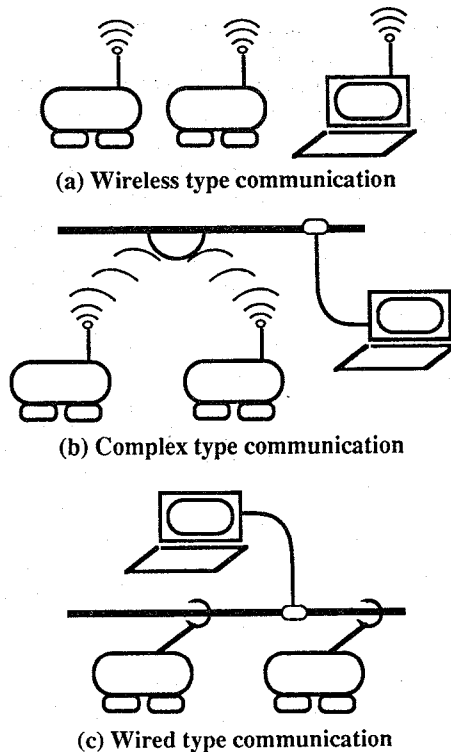 (a) Wireless type communication
(b) Complex type communication
(c) Wired type communication